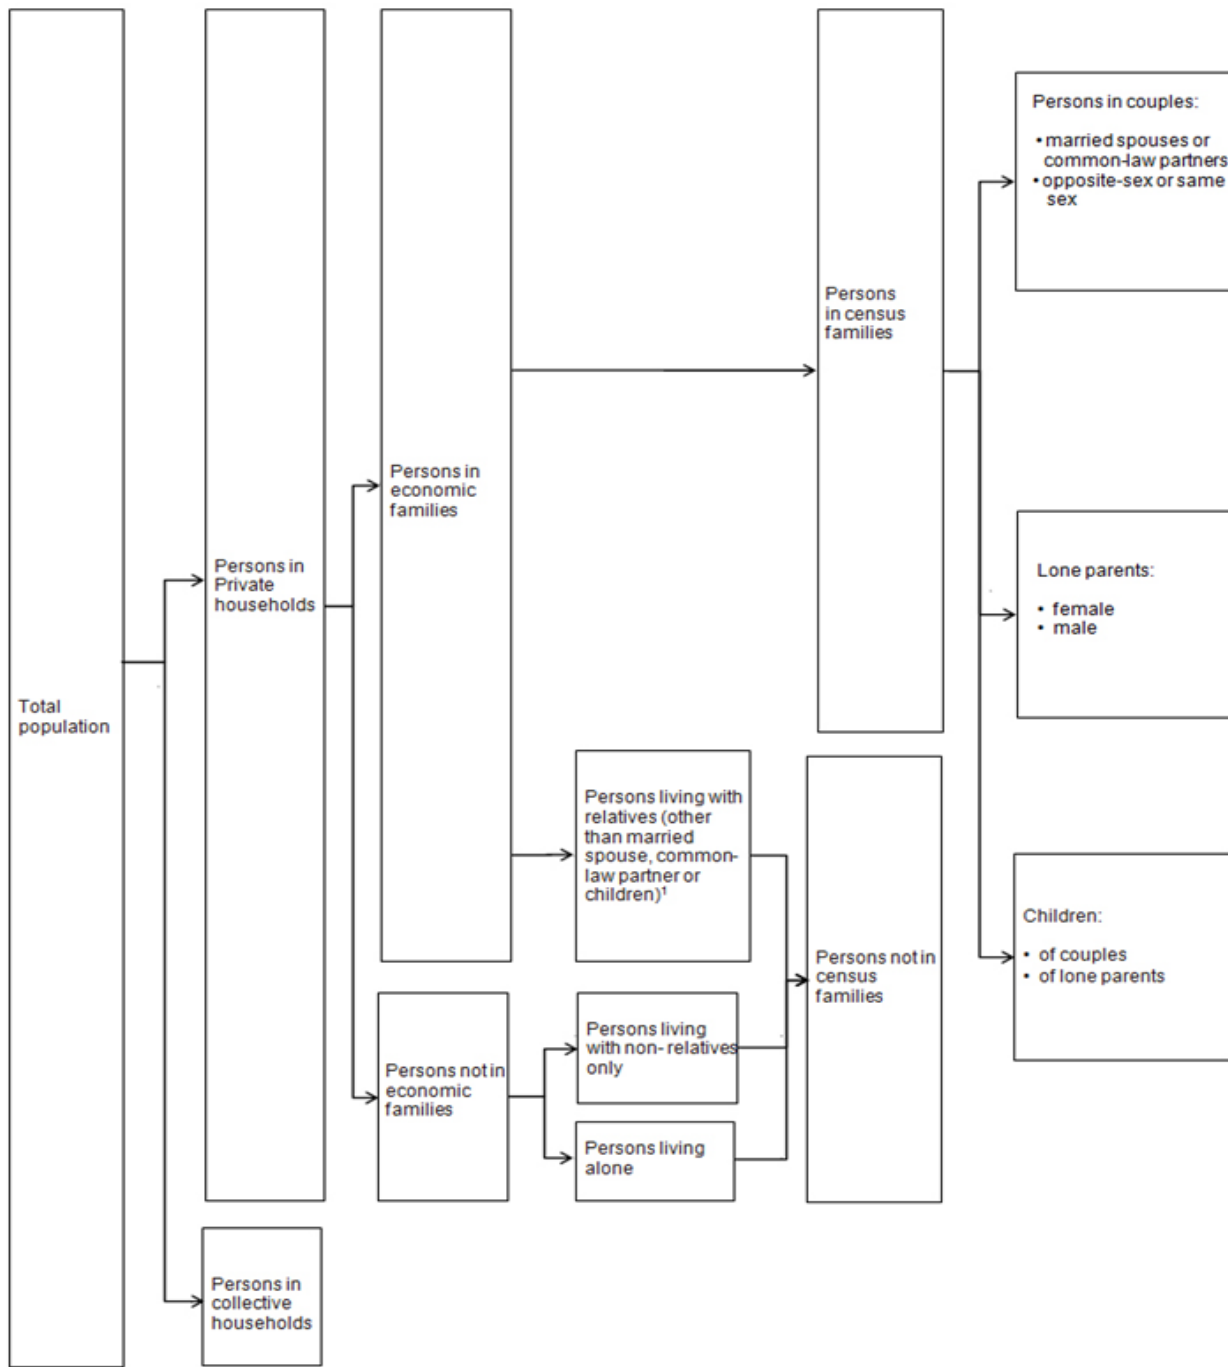 Total
population
Persons in
Private
households
Persons in
collective
households
Persons in
economic
families
Persons not in
economic
families
Persons living with
relatives (other
than married
spouse, common-
law partner or
children)¹
Persons living
with non- relatives
only
Persons living
alone
Persons
in census
families
Persons not in
census
families
Persons in couples:
• married spouses or
common-law partners
• opposite-sex or same
sex
Lone parents:
• female
• male
Children:
• of couples
• of lone parents